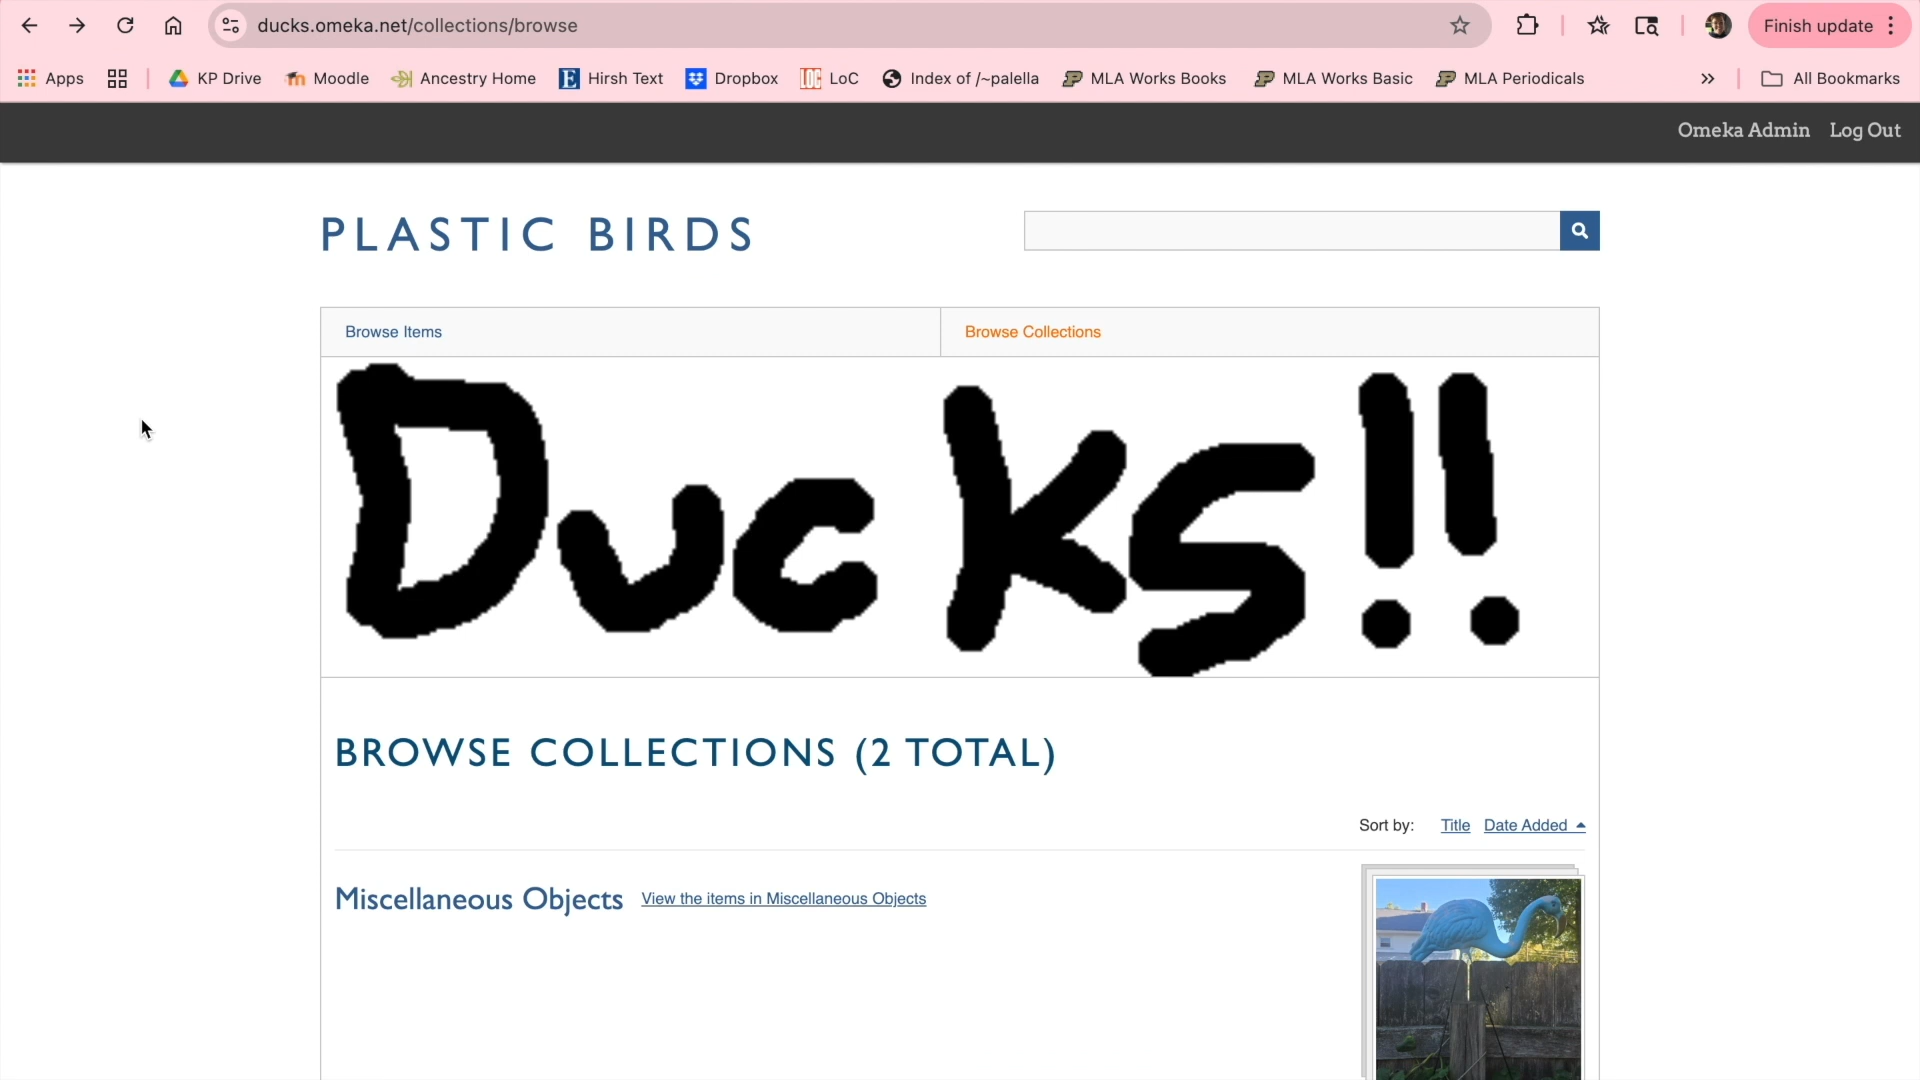 ducks.omeka.net/collections/browse
Finish update
Apps
KP Drive
Moodle
Ancestry Home
Hirsh Text
Dropbox
LoC
Index of /~palella
MLA Works Books
MLA Works Basic
MLA Periodicals
All Bookmarks
Omeka Admin Log Out
PLASTIC BIRDS
Browse Items
Browse Collections
Ducks!!
BROWSE COLLECTIONS (2 TOTAL)
Sort by: Title Date Added
Miscellaneous Objects View the items in Miscellaneous Objects